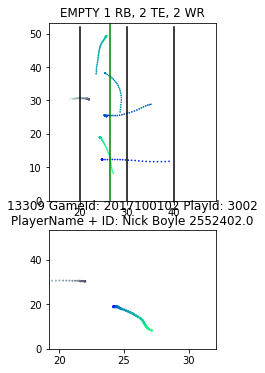 EMPTY 1 RB, 2 TE, 2 WR
50
40
30
20
10
0
20 30 40
13309 GameId: 2017100102 PlayId: 3002
PlayerName + ID: Nick Boyle 2552402.0
40
20
0
20 25 30